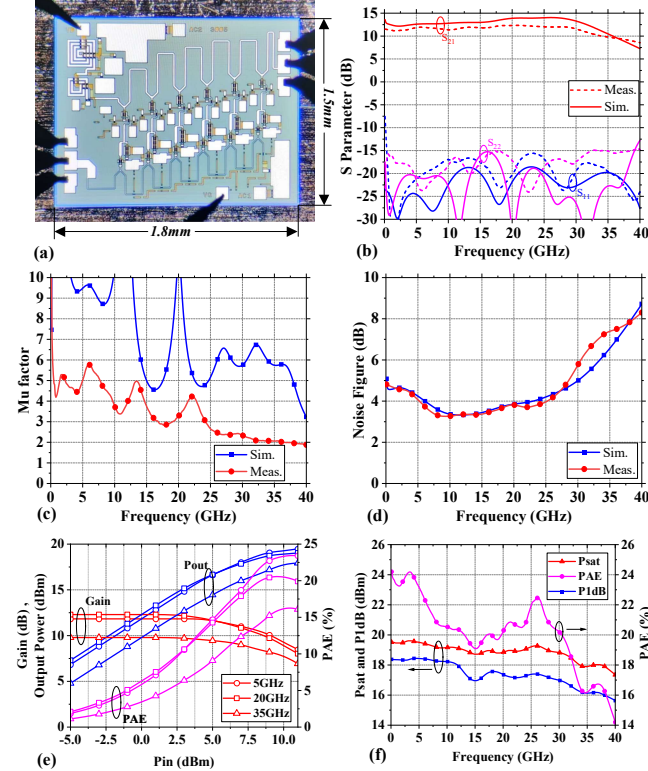 1.5mm
1.8mm
(a)
15
10
5
0
-5
-10
-15
-20
-25
-30
S Parameter (dB)
S21
Meas.
Sim.
S22
S11
0 5 10 15 20 25 30 35 40
Frequency (GHz)
(b)
10
9
8
7
6
5
4
3
2
1
0
Mu factor
Sim.
Meas.
0 5 10 15 20 25 30 35 40
Frequency (GHz)
(c)
10
8
6
4
2
0
Noise Figure (dB)
Sim.
Meas.
0 5 10 15 20 25 30 35 40
Frequency (GHz)
(d)
20
15
10
5
0
Gain (dB) ,
Output Power (dBm)
Gain
Pout
PAE
5GHz
20GHz
35GHz
25
20
15
10
5
0
PAE (%)
-5.0 -2.5 0.0 2.5 5.0 7.5 10.0
Pin (dBm)
(e)
26
24
22
20
18
16
14
Psat and P1dB (dBm)
Psat
PAE
P1dB
26
24
22
20
18
16
14
PAE (%)
0 5 10 15 20 25 30 35 40
Frequency (GHz)
(f)